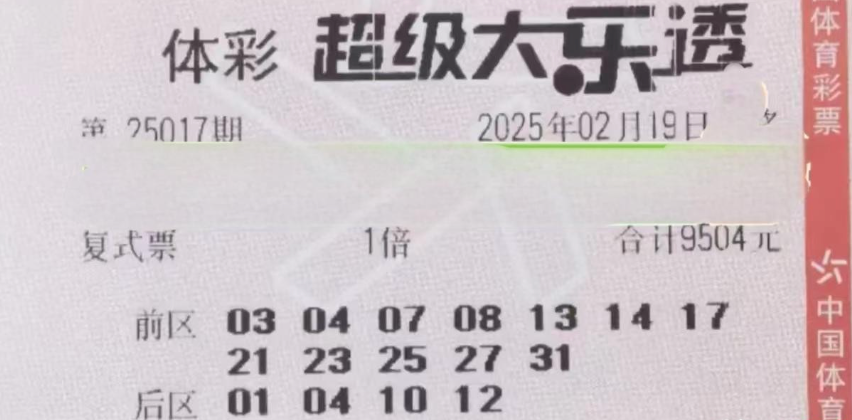 体彩 超级大乐透
第 25017期 2025年02月19日
复式票 1倍 合计9504元
前区 03 04 07 08 13 14 17
21 23 25 27 31
后区 01 04 10 12
体育彩票
中国体育